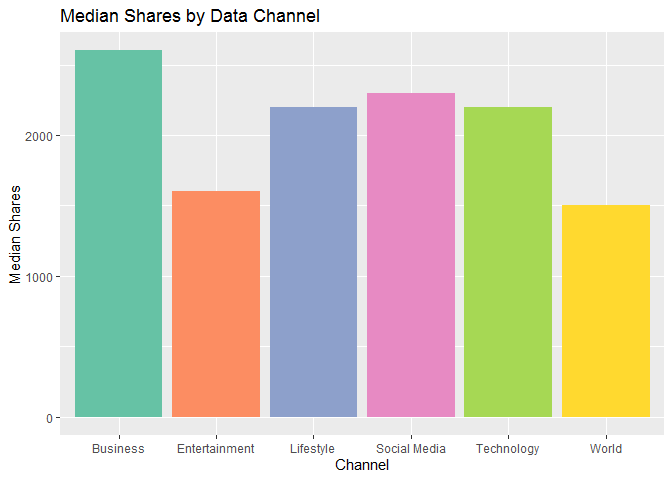 Median Shares by Data Channel
Median Shares
2000
1000
0
Business Entertainment Lifestyle Social Media Technology World
Channel